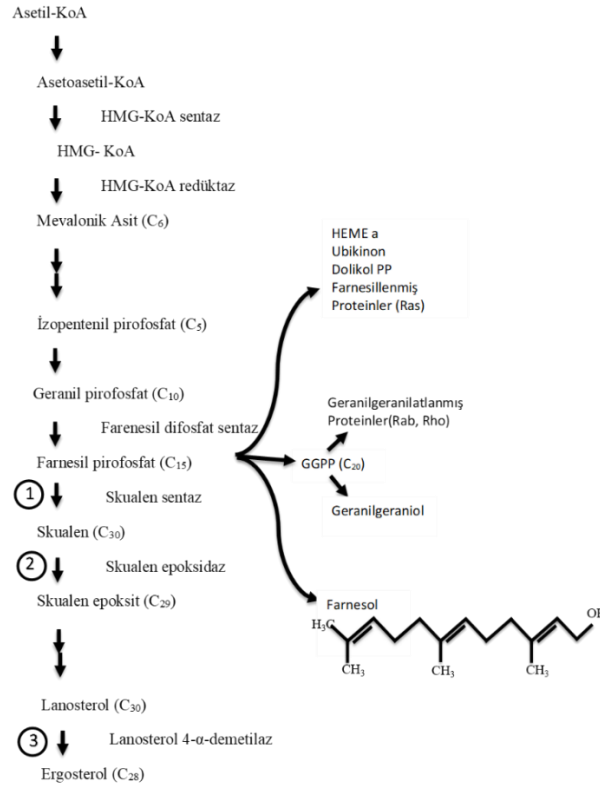 Asetil-KoA
Asetoasetil-KoA
HMG-KoA sentaz
HMG- KoA
HMG-KoA redüktaz
Mevalonik Asit (C₆)
İzopentenil pirofosfat (C₅)
Geranil pirofosfat (C₁₀)
Farenesil difosfat sentaz
Farnesil pirofosfat (C₁₅)
1 Skualen sentaz
Skualen (C₃₀)
2 Skualen epoksidaz
Skualen epoksit (C₂₉)
Lanosterol (C₃₀)
3 Lanosterol 4-α-demetilaz
Ergosterol (C₂₈)
HEME a
Ubikinon
Dolikol PP
Farnesillenmiş
Proteinler (Ras)
Geranilgeranilatlanmış
Proteinler(Rab, Rho)
GGPP (C₂₀)
Geranilgeraniol
Farnesol
H₃C
CH₃ CH₃ CH₃